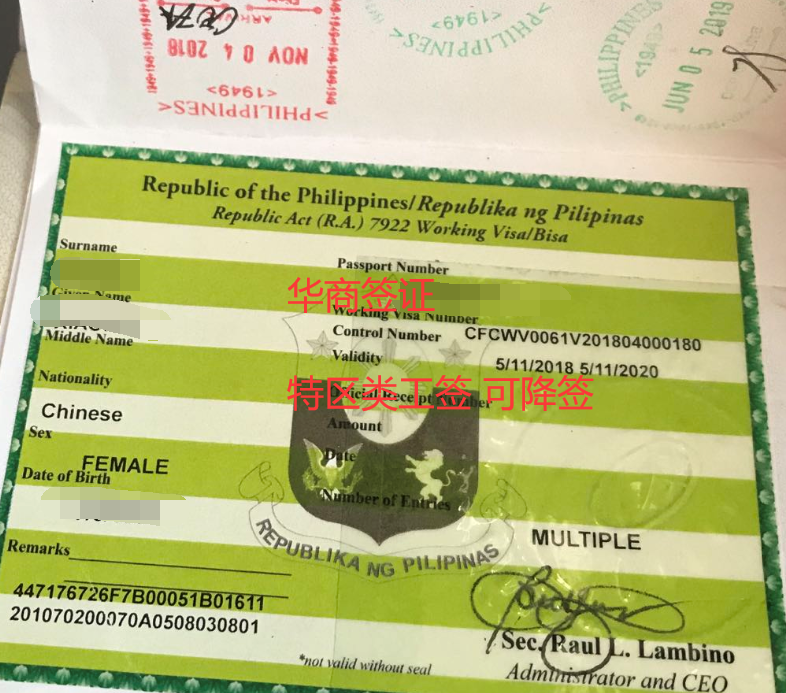 NOV 0 4 2018
<1949>
>PHILIPPINES<
>PHILIPPINES<
<1949>
>PHILIPPINES<
<1949>
JUN 0 5 2019
Republic of the Philippines/Republika ng Pilipinas
Republic Act (R.A.) 7922 Working Visa/Bisa
Surname
Passport Number
华商签证
Given Name
Working Visa Number
Control Number CFCWV0061V201804000180
Middle Name
Validity 5/11/2018 5/11/2020
Nationality
Official Receipt Number
特区类工签 可降签
Chinese
Amount
Sex
FEMALE
Date
Date of Birth
Number of Entries
MULTIPLE
REPUBLIKA NG PILIPINAS
Remarks
447176726F7B00051B01611
201070200070A0508030801
Sec. Raul L. Lambino
*not valid without seal
Administrator and CEO